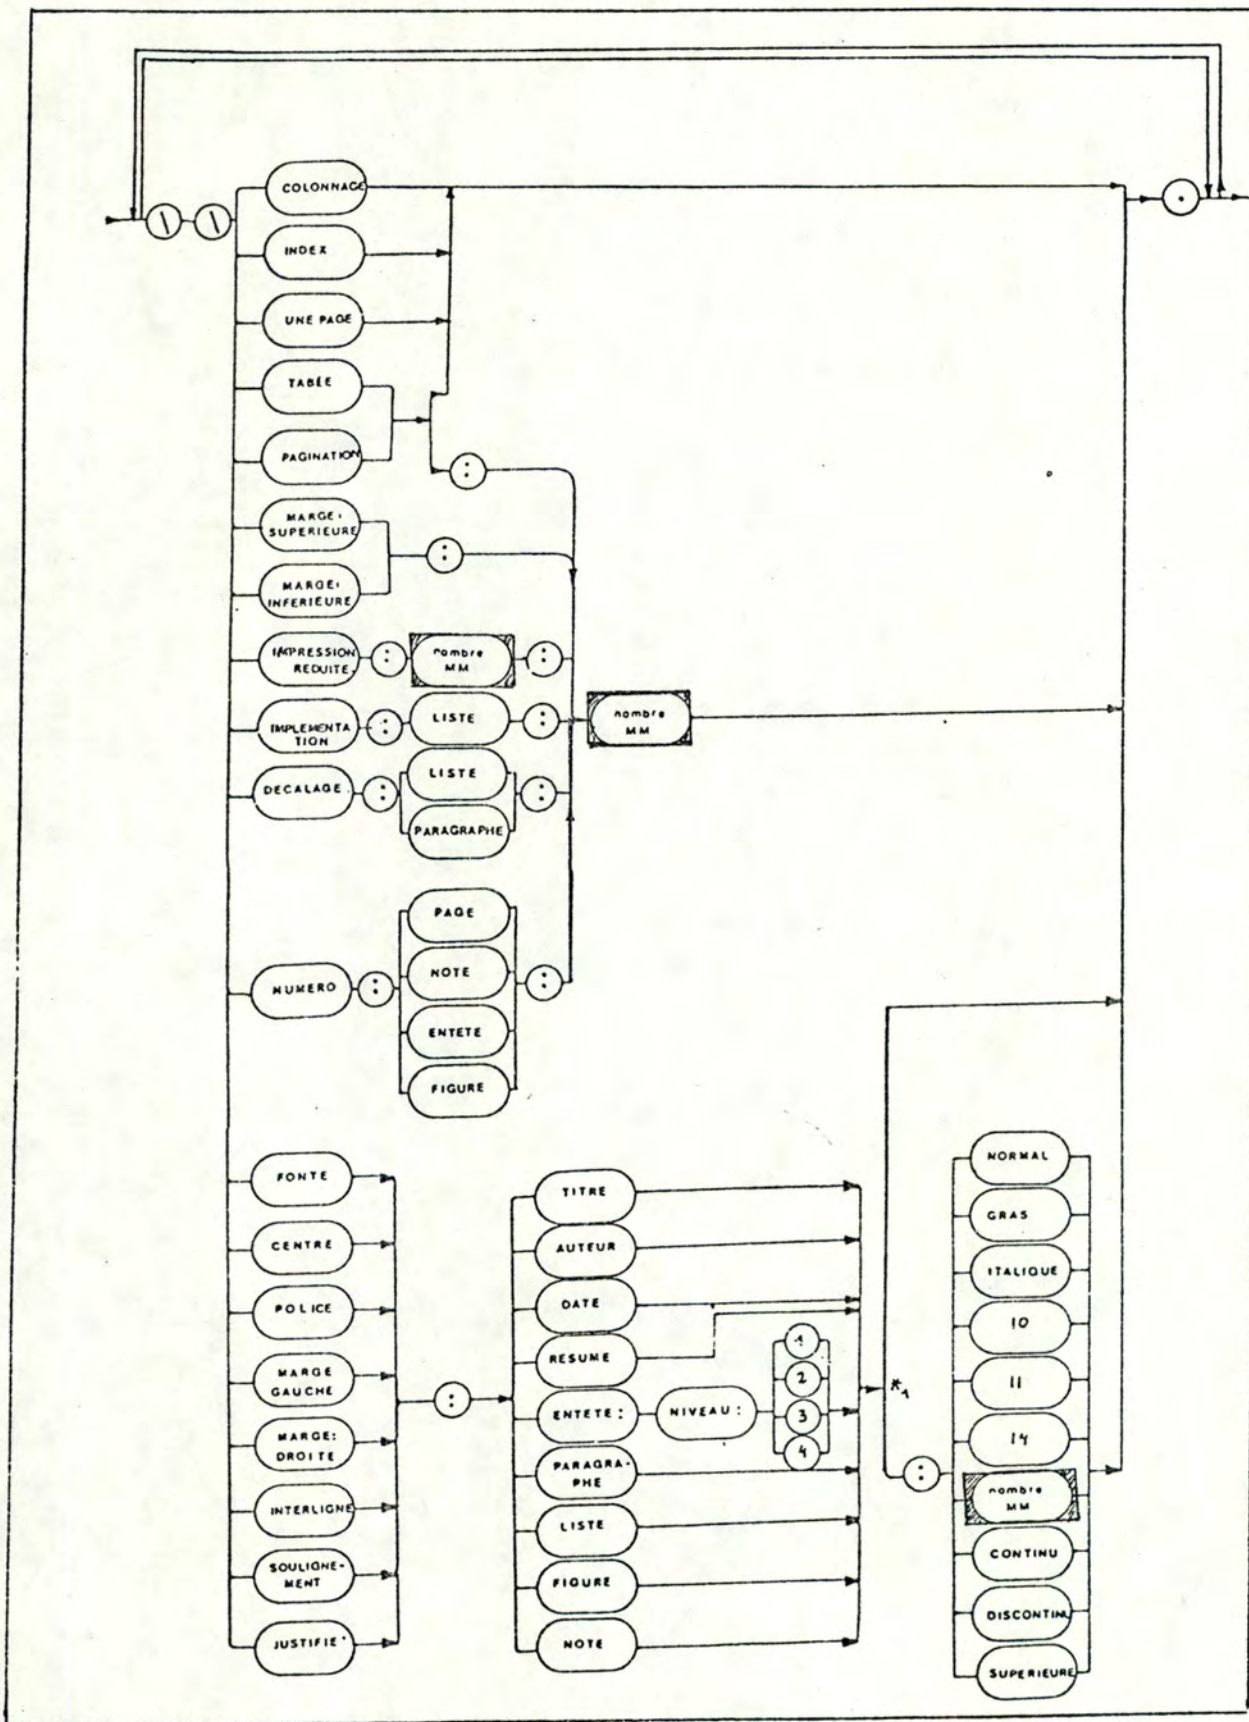 \ \
COLONNAGE
.
INDEX
UNE PAGE
TABLE
PAGINATION
:
MARGE:
SUPERIEURE
:
MARGE:
INFERIEURE
IMPRESSION
REDUITE
:
nombre
MM
:
IMPLEMENTA
TION
:
LISTE
:
nombre
MM
DECALAGE
:
LISTE
PARAGRAPHE
:
NUMERO
:
PAGE
NOTE
ENTETE
FIGURE
:
FONTE
CENTRE
POLICE
MARGE
GAUCHE
MARGE:
DROITE
INTERLIGNE
SOULIGNE-
MENT
JUSTIFIE
:
TITRE
AUTEUR
DATE
RESUME
ENTETE:
NIVEAU:
1
2
3
4
PARAGRA-
PHE
LISTE
FIGURE
NOTE
*1
:
NORMAL
GRAS
ITALIQUE
10
11
14
nombre
MM
CONTINU
DISCONTINU
SUPERIEURE